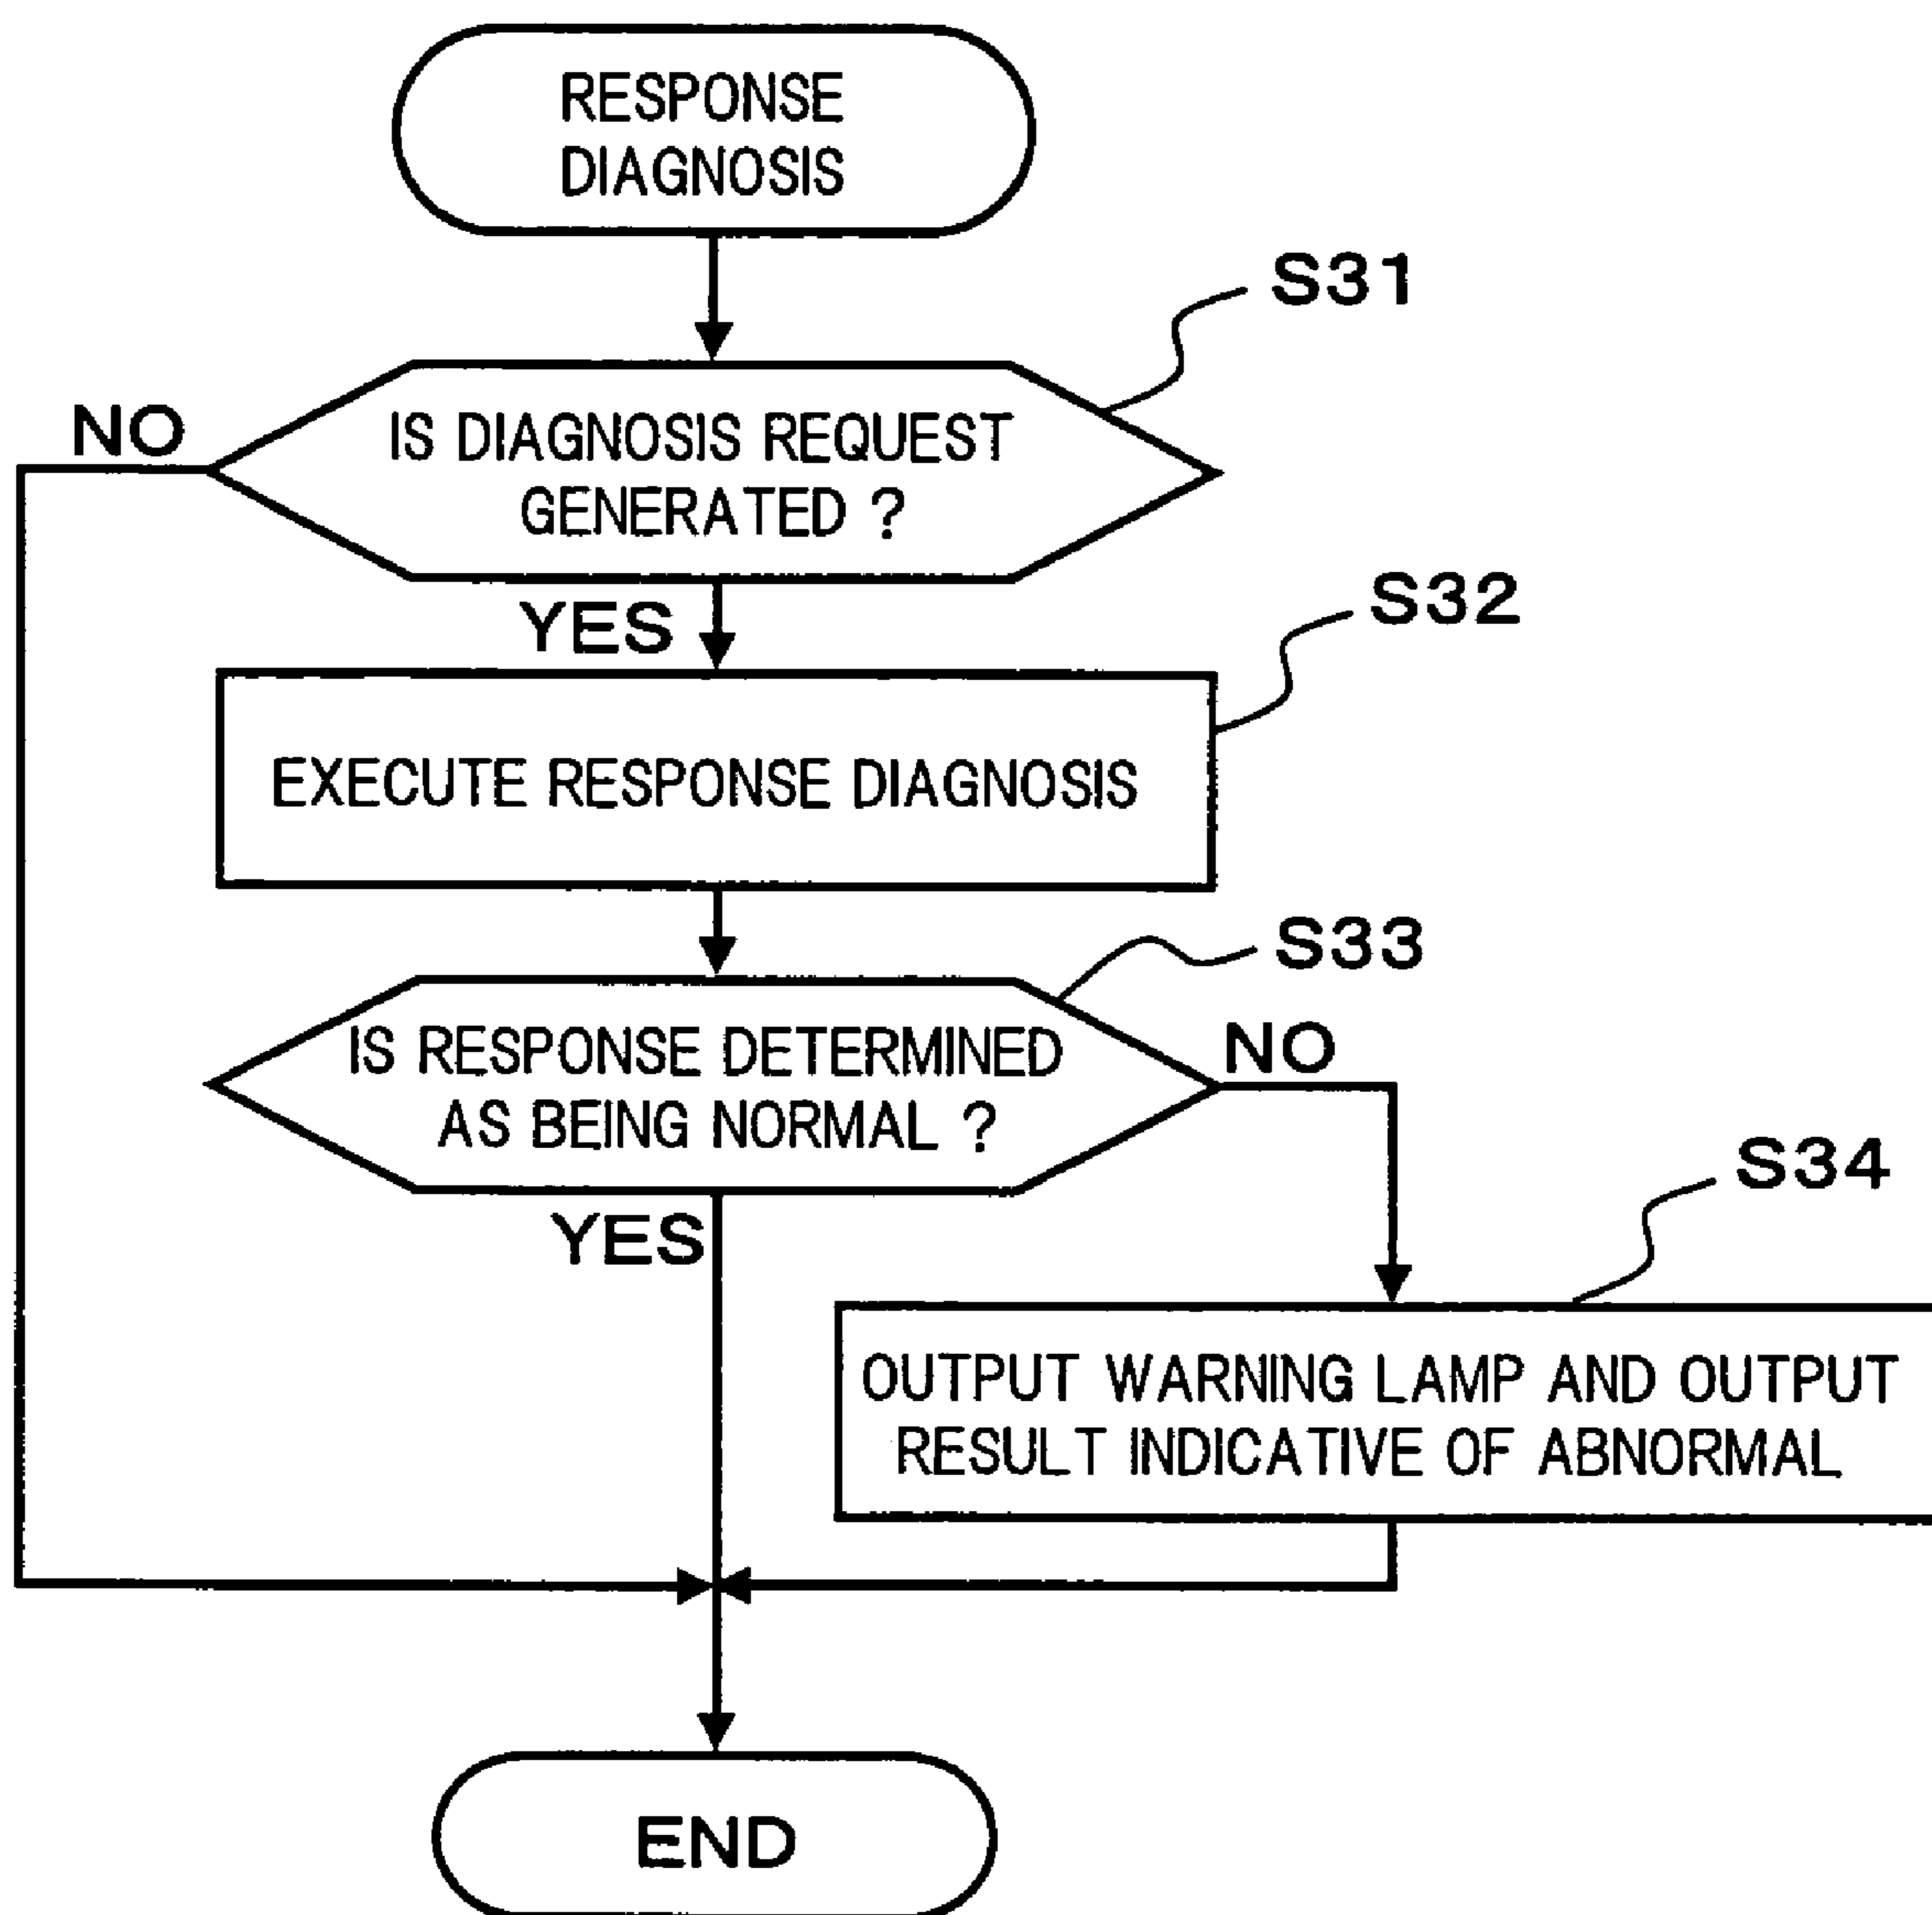 RESPONSE
DIAGNOSIS
S31
NO
IS DIAGNOSIS REQUEST
GENERATED ?
YES
S32
EXECUTE RESPONSE DIAGNOSIS
S33
IS RESPONSE DETERMINED
AS BEING NORMAL ?
NO
YES
S34
OUTPUT WARNING LAMP AND OUTPUT
RESULT INDICATIVE OF ABNORMAL
END